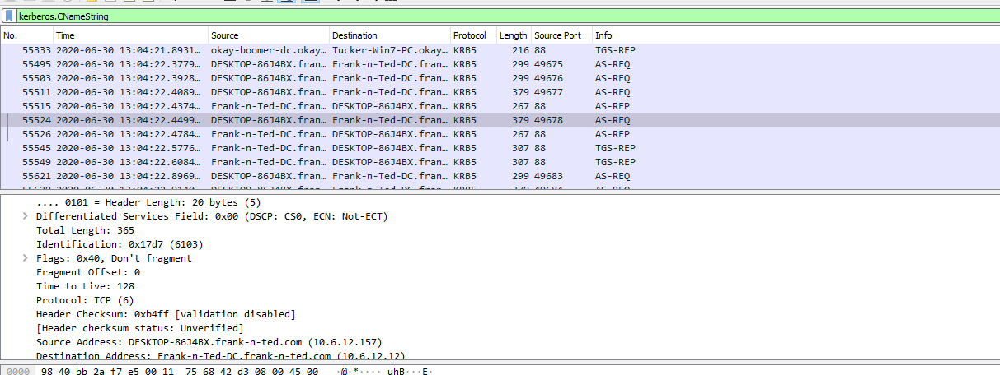 kerberos.CNameString
No. Time Source Destination Protocol Length Source Port Info
55333 2020-06-30 13:04:21.8931… okay-boomer-dc.okay… Tucker-Win7-PC.okay… KRB5 216 88 TGS-REP
55495 2020-06-30 13:04:22.3779… DESKTOP-86J4BX.fran… Frank-n-Ted-DC.fran… KRB5 299 49675 AS-REQ
55503 2020-06-30 13:04:22.3928… DESKTOP-86J4BX.fran… Frank-n-Ted-DC.fran… KRB5 299 49676 AS-REQ
55511 2020-06-30 13:04:22.4089… DESKTOP-86J4BX.fran… Frank-n-Ted-DC.fran… KRB5 379 49677 AS-REQ
55515 2020-06-30 13:04:22.4374… Frank-n-Ted-DC.fran… DESKTOP-86J4BX.fran… KRB5 267 88 AS-REP
55524 2020-06-30 13:04:22.4499… DESKTOP-86J4BX.fran… Frank-n-Ted-DC.fran… KRB5 379 49678 AS-REQ
55526 2020-06-30 13:04:22.4784… Frank-n-Ted-DC.fran… DESKTOP-86J4BX.fran… KRB5 267 88 AS-REP
55545 2020-06-30 13:04:22.5776… Frank-n-Ted-DC.fran… DESKTOP-86J4BX.fran… KRB5 307 88 TGS-REP
55549 2020-06-30 13:04:22.6084… Frank-n-Ted-DC.fran… DESKTOP-86J4BX.fran… KRB5 307 88 TGS-REP
55621 2020-06-30 13:04:22.8969… DESKTOP-86J4BX.fran… Frank-n-Ted-DC.fran… KRB5 299 49683 AS-REQ
.... 0101 = Header Length: 20 bytes (5)
Differentiated Services Field: 0x00 (DSCP: CS0, ECN: Not-ECT)
Total Length: 365
Identification: 0x17d7 (6103)
Flags: 0x40, Don't fragment
Fragment Offset: 0
Time to Live: 128
Protocol: TCP (6)
Header Checksum: 0xb4ff [validation disabled]
[Header checksum status: Unverified]
Source Address: DESKTOP-86J4BX.frank-n-ted.com (10.6.12.157)
Destination Address: Frank-n-Ted-DC.frank-n-ted.com (10.6.12.12)
0000 98 40 bb 2a f7 e5 00 11 75 68 42 d3 08 00 45 00 ·@·*···· uhB···E·